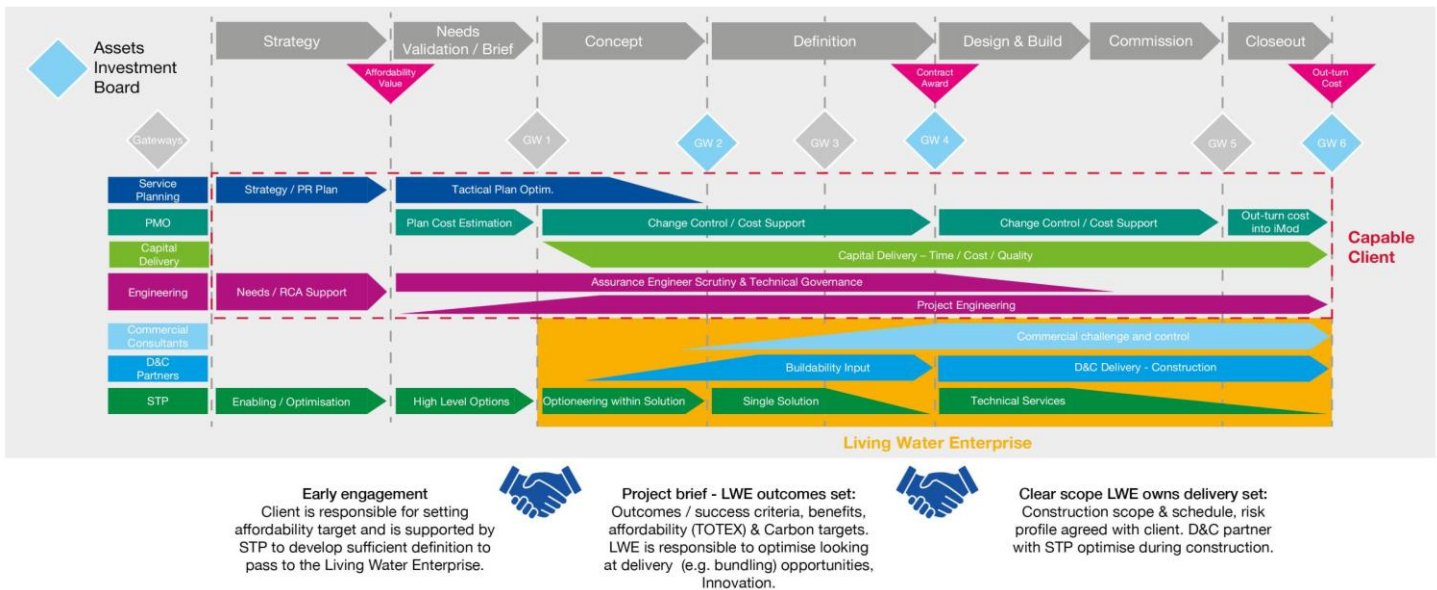 Assets
Investment
Board
Strategy
Needs
Validation / Brief
Concept
Definition
Design & Build
Commission
Closeout
Affordability
Value
Contract
Award
Out-turn
Cost
Gateways
GW 1
GW 2
GW 3
GW 4
GW 5
GW 6
Service
Planning
Strategy / PR Plan
Tactical Plan Optim.
PMO
Plan Cost Estimation
Change Control / Cost Support
Change Control / Cost Support
Out-turn cost
into iMod
Capital
Delivery
Capital Delivery – Time / Cost / Quality
Capable
Client
Engineering
Needs / RCA Support
Assurance Engineer Scrutiny & Technical Governance
Project Engineering
Commercial
Consultants
Commercial challenge and control
D&C
Partners
Buildability Input
D&C Delivery - Construction
STP
Enabling / Optimisation
High Level Options
Optioneering within Solution
Single Solution
Technical Services
Living Water Enterprise
Early engagement
Client is responsible for setting
affordability target and is supported by
STP to develop sufficient definition to
pass to the Living Water Enterprise.
Project brief - LWE outcomes set:
Outcomes / success criteria, benefits,
affordability (TOTEX) & Carbon targets.
LWE is responsible to optimise looking
at delivery (e.g. bundling) opportunities,
Innovation.
Clear scope LWE owns delivery set:
Construction scope & schedule, risk
profile agreed with client. D&C partner
with STP optimise during construction.